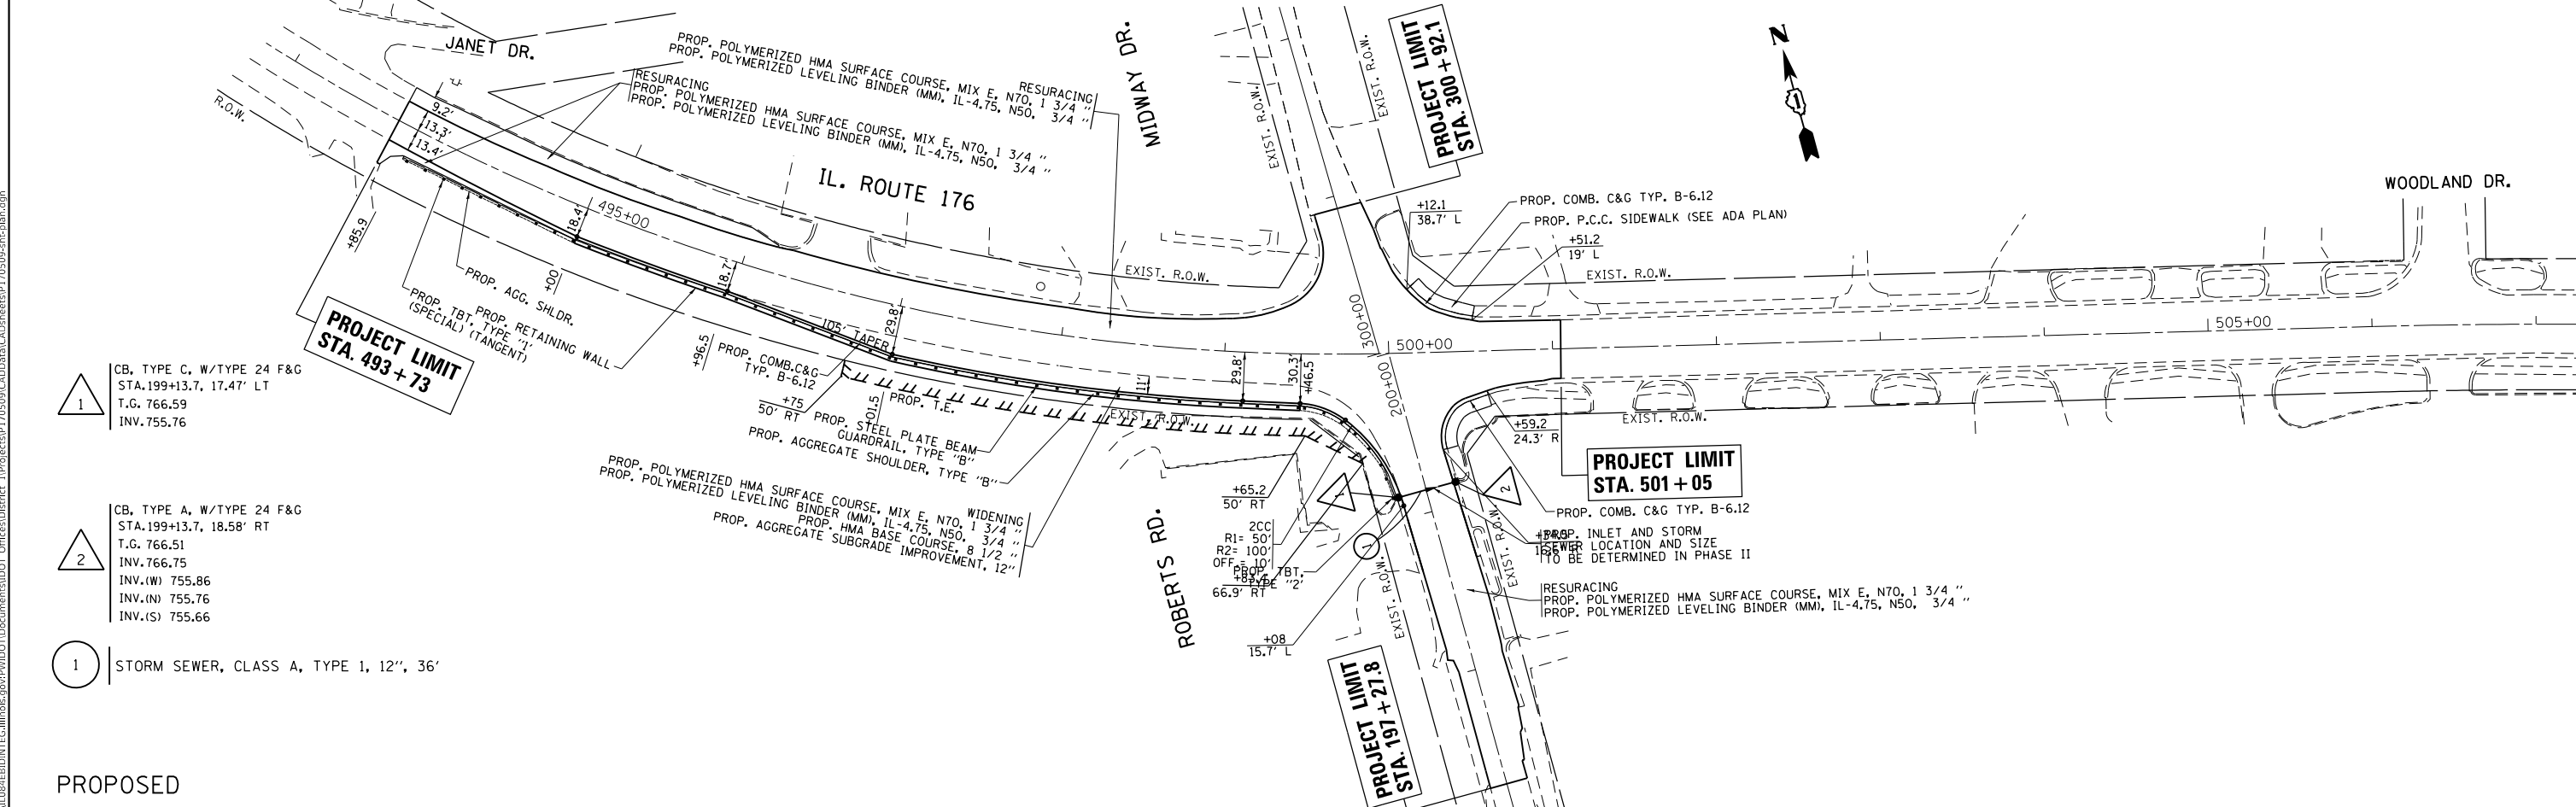 JANET DR.
R.O.W.
PROP. POLYMERIZED HMA SURFACE COURSE, MIX E, N70, 1 3/4 "
PROP. POLYMERIZED LEVELING BINDER (MM), IL-4.75, N50, 3/4 "
RESURACING
RESURACING
PROP. POLYMERIZED HMA SURFACE COURSE, MIX E, N70, 1 3/4 "
PROP. POLYMERIZED LEVELING BINDER (MM), IL-4.75, N50, 3/4 "
MIDWAY DR.
EXIST. R.O.W.
EXIST. R.O.W.
PROJECT LIMIT
STA. 300+92.1
N
1
WOODLAND DR.
9.2'
13.3'
13.4'
IL. ROUTE 176
495+00
18.4'
18.7'
29.8'
105' TAPER
+85.9
+00
+96.5
PROP. AGG. SHLDR.
PROP. RETAINING WALL
PROP. TBT, TYPE "1"
(SPECIAL) (TANGENT)
PROJECT LIMIT
STA. 493+73
EXIST. R.O.W.
+12.1
38.7' L
PROP. COMB. C&G TYP. B-6.12
PROP. P.C.C. SIDEWALK (SEE ADA PLAN)
+51.2
19' L
EXIST. R.O.W.
300+00
500+00
200+00
505+00
PROP. COMB.C&G
TYP. B-6.12
+75
50' RT
+01.5
PROP. T.E.
EXIST. R.O.W.
11'
29.8'
30.3'
+46.5
PROP. STEEL PLATE BEAM
GUARDRAIL, TYPE "B"
PROP. AGGREGATE SHOULDER, TYPE "B"
WIDENING
PROP. POLYMERIZED HMA SURFACE COURSE, MIX E, N70, 1 3/4 "
PROP. POLYMERIZED LEVELING BINDER (MM), IL-4.75, N50, 3/4 "
PROP. HMA BASE COURSE, 8 1/2 "
PROP. AGGREGATE SUBGRADE IMPROVEMENT, 12"
+59.2
24.3' R
EXIST. R.O.W.
PROJECT LIMIT
STA. 501+05
PROP. COMB. C&G TYP. B-6.12
PROP. INLET AND STORM
SEWER LOCATION AND SIZE
TO BE DETERMINED IN PHASE II
RESURACING
PROP. POLYMERIZED HMA SURFACE COURSE, MIX E, N70, 1 3/4 "
PROP. POLYMERIZED LEVELING BINDER (MM), IL-4.75, N50, 3/4 "
+65.2
50' RT
2CC
R1= 50'
R2= 100'
OFF.= 10'
PROP. TBT,
TYPE "2"
66.9' RT
+08
15.7' L
1
2
1
EXIST. R.O.W.
EXIST. R.O.W.
ROBERTS RD.
PROJECT LIMIT
STA. 197+27.8
1
CB, TYPE C, W/TYPE 24 F&G
STA.199+13.7, 17.47' LT
T.G. 766.59
INV.755.76
2
CB, TYPE A, W/TYPE 24 F&G
STA.199+13.7, 18.58' RT
T.G. 766.51
INV.766.75
INV.(W) 755.86
INV.(N) 755.76
INV.(S) 755.66
1
STORM SEWER, CLASS A, TYPE 1, 12", 36'
PROPOSED